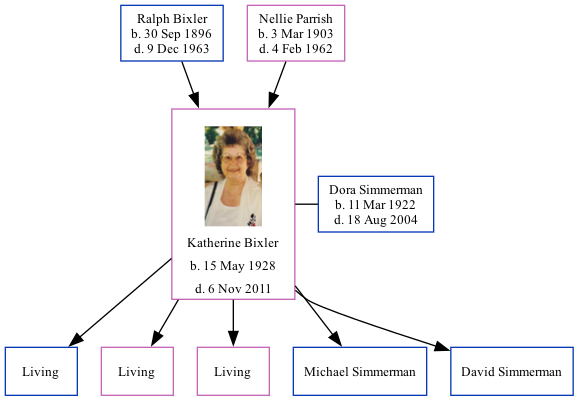 Ralph Bixler
b. 30 Sep 1896
d. 9 Dec 1963
Nellie Parrish
b. 3 Mar 1903
d. 4 Feb 1962
Katherine Bixler
b. 15 May 1928
d. 6 Nov 2011
Dora Simmerman
b. 11 Mar 1922
d. 18 Aug 2004
Living
Living
Living
Michael Simmerman
David Simmerman